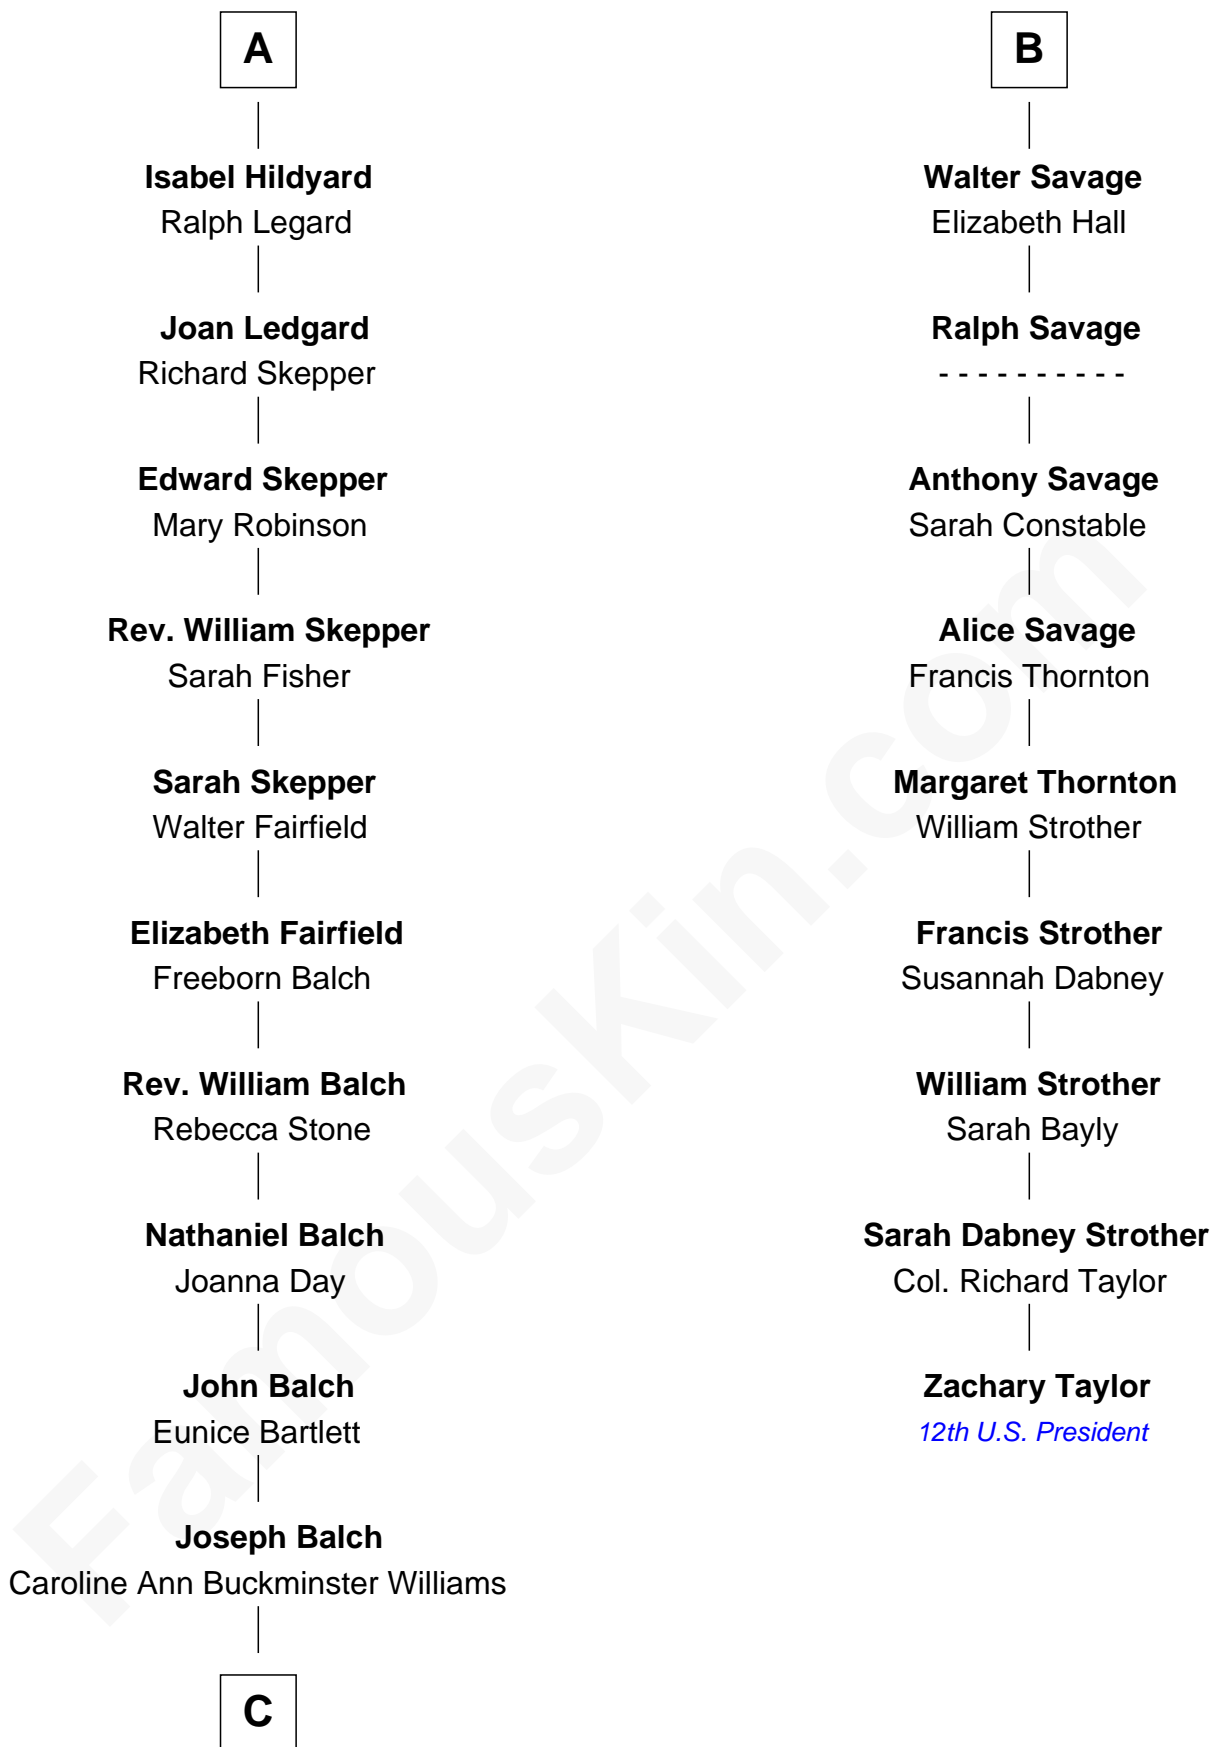 A
Isabel Hildyard
Ralph Legard
Joan Ledgard
Richard Skepper
Edward Skepper
Mary Robinson
Rev. William Skepper
Sarah Fisher
Sarah Skepper
Walter Fairfield
Elizabeth Fairfield
Freeborn Balch
Rev. William Balch
Rebecca Stone
Nathaniel Balch
Joanna Day
John Balch
Eunice Bartlett
Joseph Balch
Caroline Ann Buckminster Williams
C
B
Walter Savage
Elizabeth Hall
Ralph Savage
- - - - - - - - - -
Anthony Savage
Sarah Constable
Alice Savage
Francis Thornton
Margaret Thornton
William Strother
Francis Strother
Susannah Dabney
William Strother
Sarah Bayly
Sarah Dabney Strother
Col. Richard Taylor
Zachary Taylor
12th U.S. President
FamousKin.com